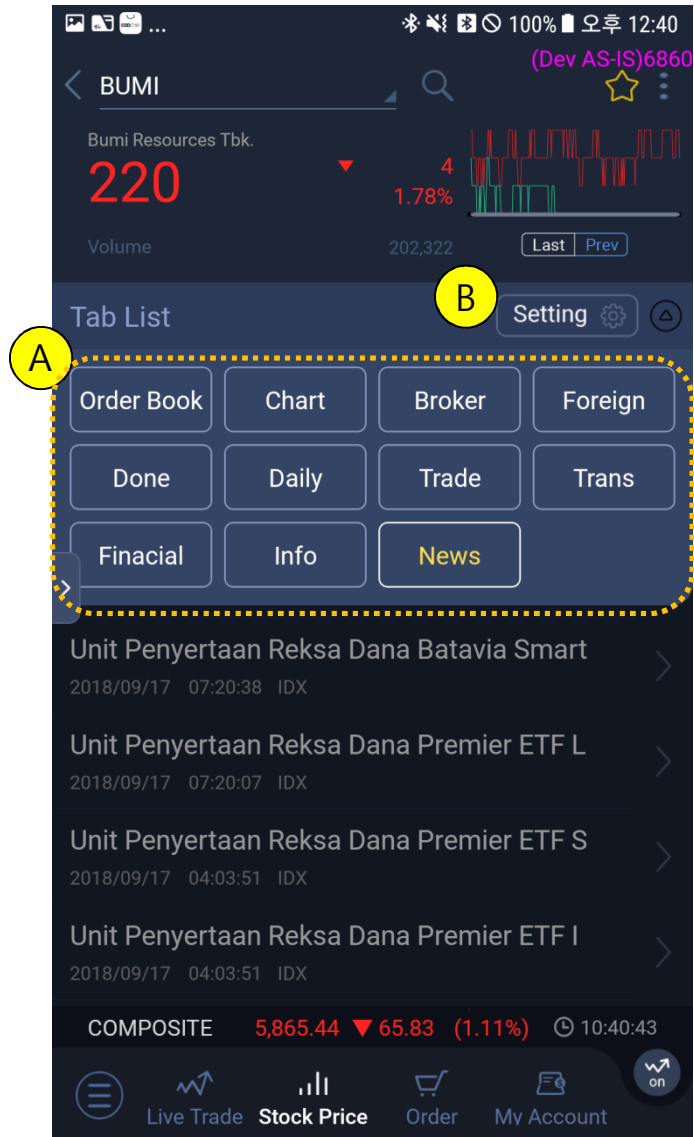 ... 100% 오후 12:40
(Dev AS-IS)6860
BUMI
Bumi Resources Tbk.
220 4
1.78%
Volume 202,322 Last Prev
B
Tab List Setting
A
Order Book Chart Broker Foreign
Done Daily Trade Trans
Finacial Info News
Unit Penyertaan Reksa Dana Batavia Smart
2018/09/17 07:20:38 IDX
Unit Penyertaan Reksa Dana Premier ETF L
2018/09/17 07:20:07 IDX
Unit Penyertaan Reksa Dana Premier ETF S
2018/09/17 04:03:51 IDX
Unit Penyertaan Reksa Dana Premier ETF I
2018/09/17 04:03:51 IDX
COMPOSITE 5,865.44 ▼ 65.83 (1.11%) 10:40:43
on
Live Trade Stock Price Order My Account